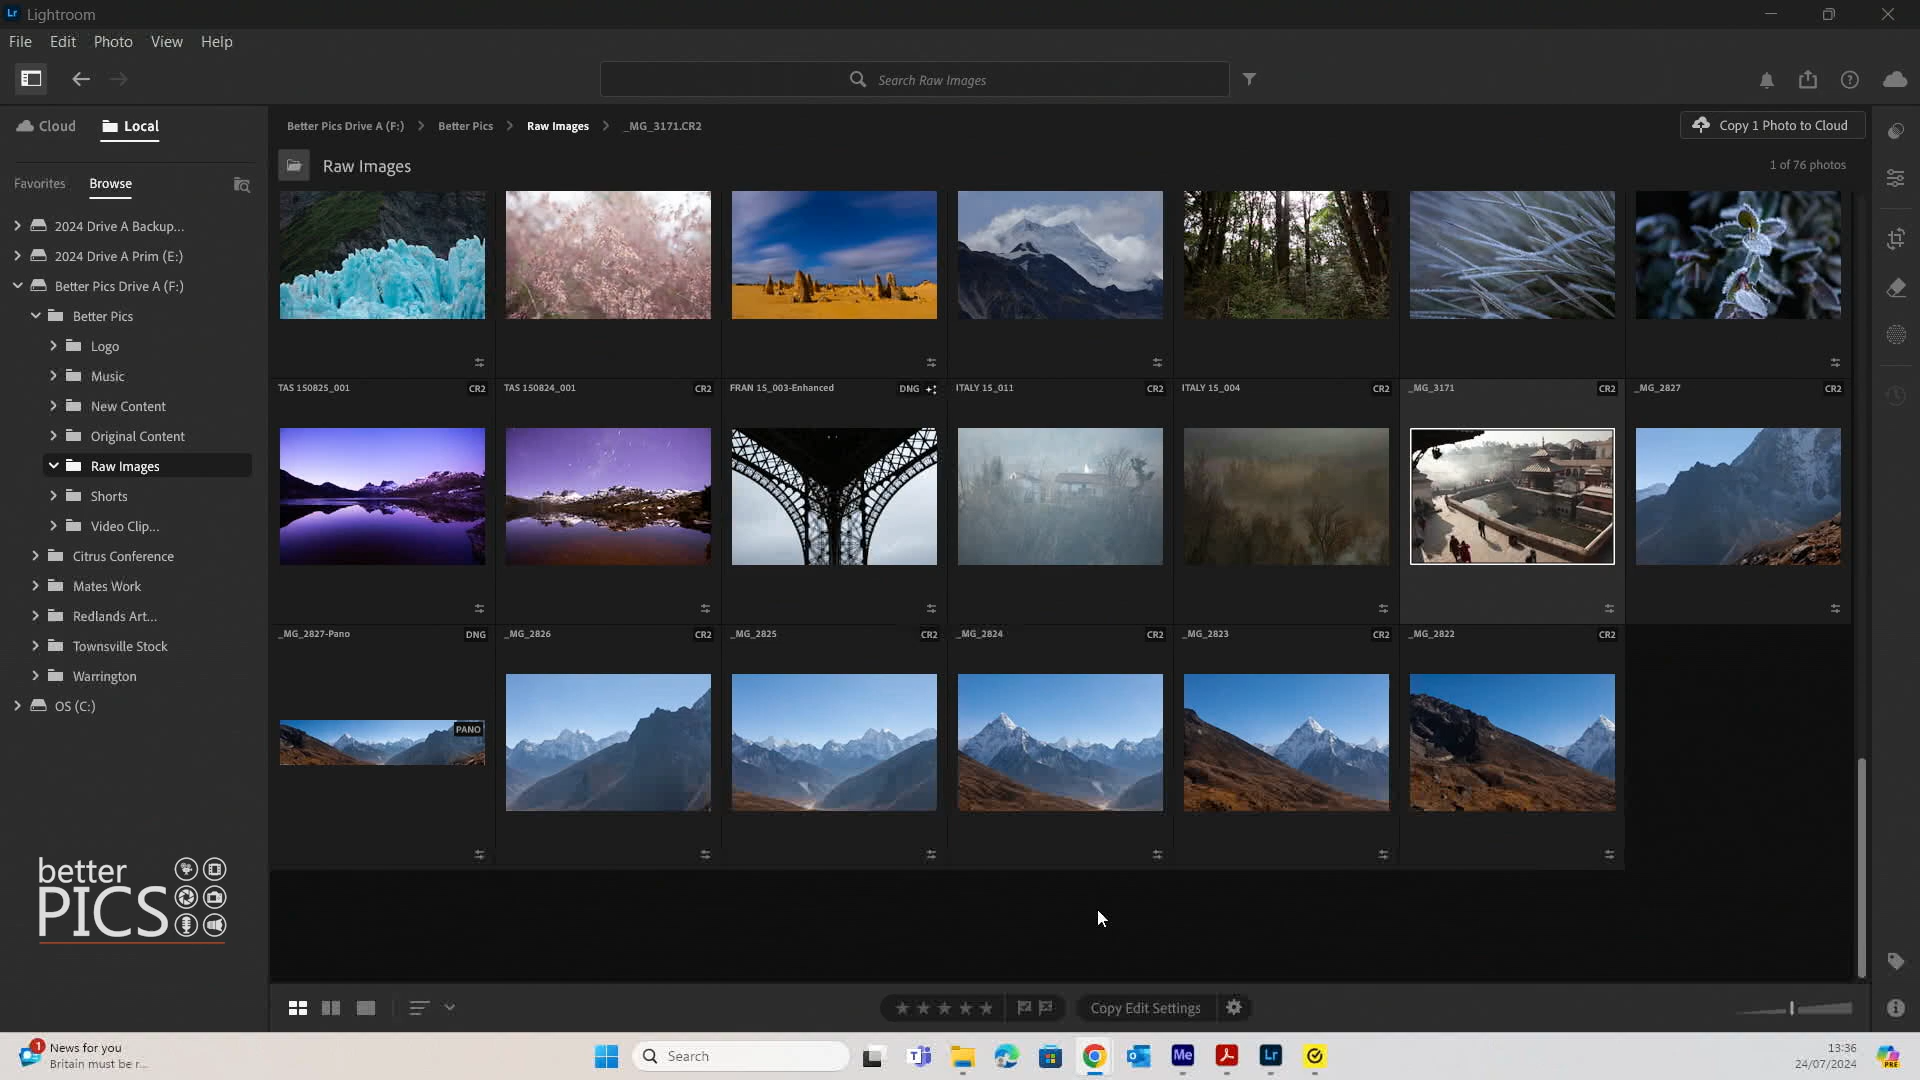 Lr Lightroom
File Edit Photo View Help
Search Raw Images
Cloud Local
Better Pics Drive A (F:) > Better Pics > Raw Images > _MG_3171.CR2
Copy 1 Photo to Cloud
Raw Images
1 of 76 photos
Favorites Browse
2024 Drive A Backup...
2024 Drive A Prim (E:)
Better Pics Drive A (F:)
Better Pics
Logo
Music
New Content
Original Content
Raw Images
Shorts
Video Clip...
Citrus Conference
Mates Work
Redlands Art...
Townsville Stock
Warrington
OS (C:)
TAS 150825_001 CR2 TAS 150824_001 CR2 FRAN 15_003-Enhanced DNG ITALY 15_011 CR2 ITALY 15_004 CR2 _MG_3171 CR2 _MG_2827 CR2
_MG_2827-Pano DNG _MG_2826 CR2 _MG_2825 CR2 _MG_2824 CR2 _MG_2823 CR2 _MG_2822 CR2
PANO
better
PICS
Copy Edit Settings
1 News for you
Britain must be r...
Search
Me
Lr
PRE
13:36
24/07/2024